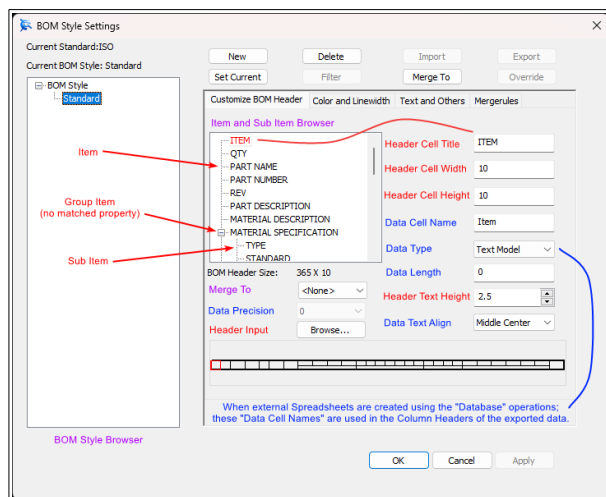 BOM Style Settings
Current Standard:ISO
Current BOM Style: Standard
New Delete Import Export
Set Current Filter Merge To Override
BOM Style
Standard
Customize BOM Header Color and Linewidth Text and Others Mergerules
Item and Sub Item Browser
ITEM
QTY
PART NAME
PART NUMBER
REV
PART DESCRIPTION
MATERIAL DESCRIPTION
MATERIAL SPECIFICATION
TYPE
STANDARD
Item
Group Item
(no matched property)
Sub Item
Header Cell Title ITEM
Header Cell Width 10
Header Cell Height 10
Data Cell Name Item
Data Type Text Model
Data Length 0
Header Text Height 2.5
Data Text Align Middle Center
BOM Header Size: 365 X 10
Merge To <None>
Data Precision 0
Header Input Browse...
When external Spreadsheets are created using the "Database" operations;
these "Data Cell Names" are used in the Column Headers of the exported data.
BOM Style Browser
OK Cancel Apply